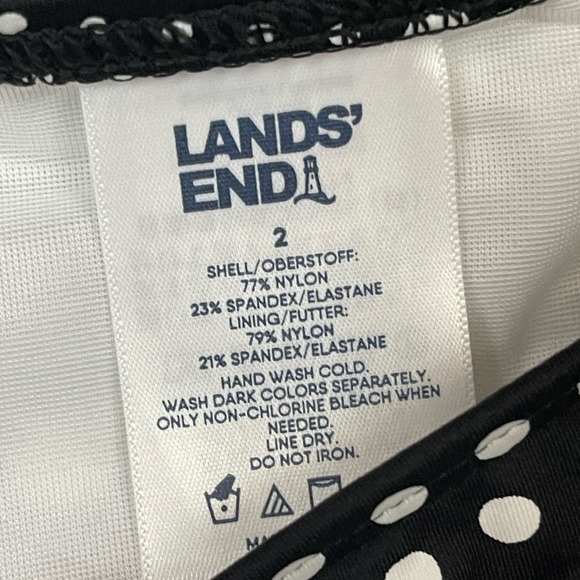 LANDS'
END
2
SHELL/OBERSTOFF:
77% NYLON
23% SPANDEX/ELASTANE
LINING/FUTTER:
79% NYLON
21% SPANDEX/ELASTANE
HAND WASH COLD.
WASH DARK COLORS SEPARATELY.
ONLY NON-CHLORINE BLEACH WHEN
NEEDED.
LINE DRY.
DO NOT IRON.